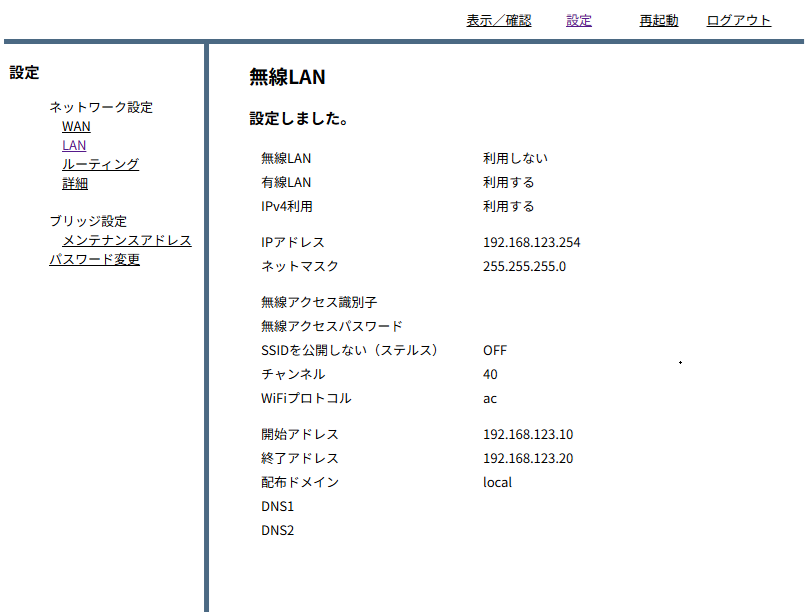 表示／確認 設定 再起動 ログアウト
設定
ネットワーク設定
WAN
LAN
ルーティング
詳細
ブリッジ設定
メンテナンスアドレス
パスワード変更
無線LAN
設定しました。
無線LAN 利用しない
有線LAN 利用する
IPv4利用 利用する
IPアドレス 192.168.123.254
ネットマスク 255.255.255.0
無線アクセス識別子
無線アクセスパスワード
SSIDを公開しない（ステルス） OFF
チャンネル 40
WiFiプロトコル ac
開始アドレス 192.168.123.10
終了アドレス 192.168.123.20
配布ドメイン local
DNS1
DNS2